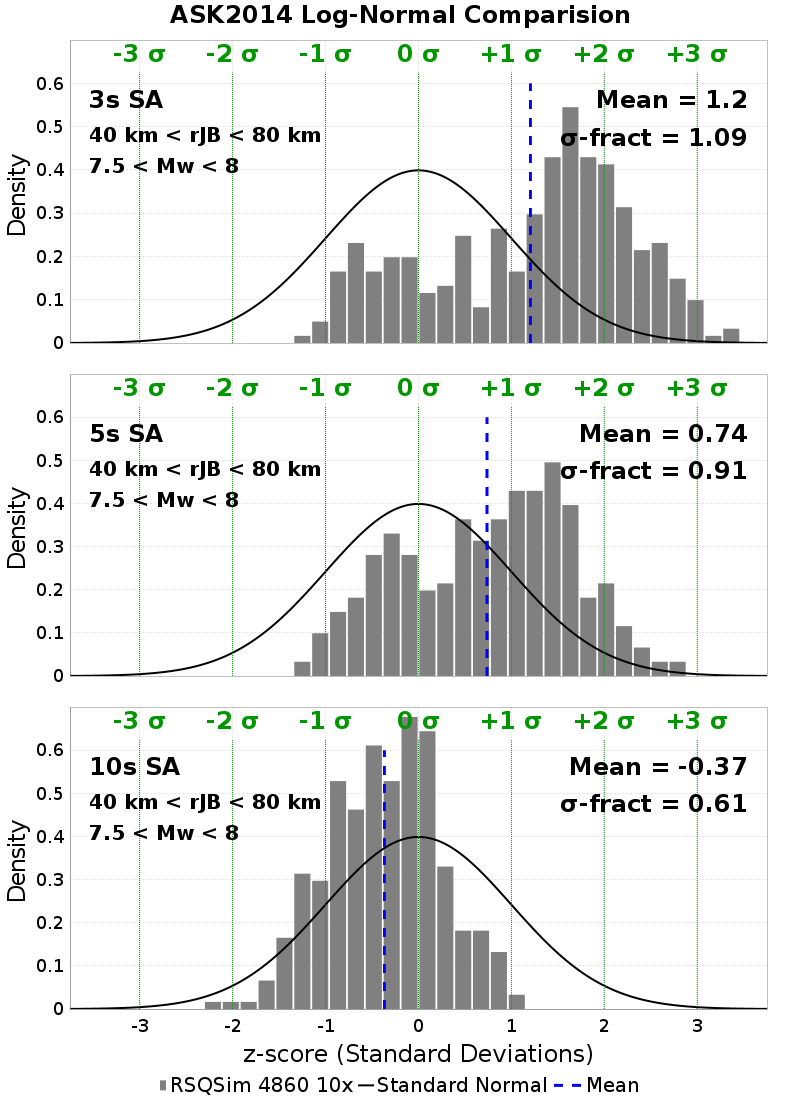 ASK2014 Log-Normal Comparision
-3 σ -2 σ -1 σ 0 σ +1 σ +2 σ +3 σ
3s SA
40 km < rJB < 80 km
7.5 < Mw < 8
Mean = 1.2
σ-fract = 1.09
Density
0.6
0.5
0.4
0.3
0.2
0.1
0
-3 σ -2 σ -1 σ 0 σ +1 σ +2 σ +3 σ
5s SA
40 km < rJB < 80 km
7.5 < Mw < 8
Mean = 0.74
σ-fract = 0.91
Density
0.6
0.5
0.4
0.3
0.2
0.1
0
-3 σ -2 σ -1 σ 0 σ +1 σ +2 σ +3 σ
10s SA
40 km < rJB < 80 km
7.5 < Mw < 8
Mean = -0.37
σ-fract = 0.61
Density
0.6
0.5
0.4
0.3
0.2
0.1
0
-3 -2 -1 0 1 2 3
z-score (Standard Deviations)
RSQSim 4860 10x Standard Normal Mean